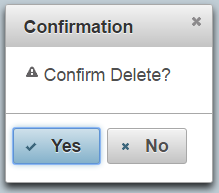 Confirmation
Confirm Delete?
Yes No